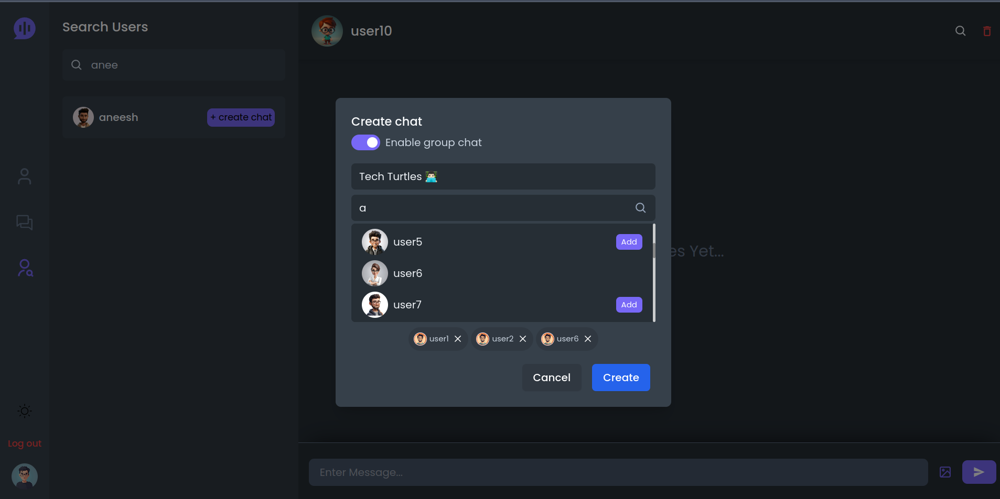 Search Users
anee
aneesh
+ create chat
user10
Create chat
Enable group chat
Tech Turtles 👨🏻‍💻
a
user5
Add
user6
user7
Add
user1
user2
user6
Cancel
Create
es Yet...
Log out
Enter Message...